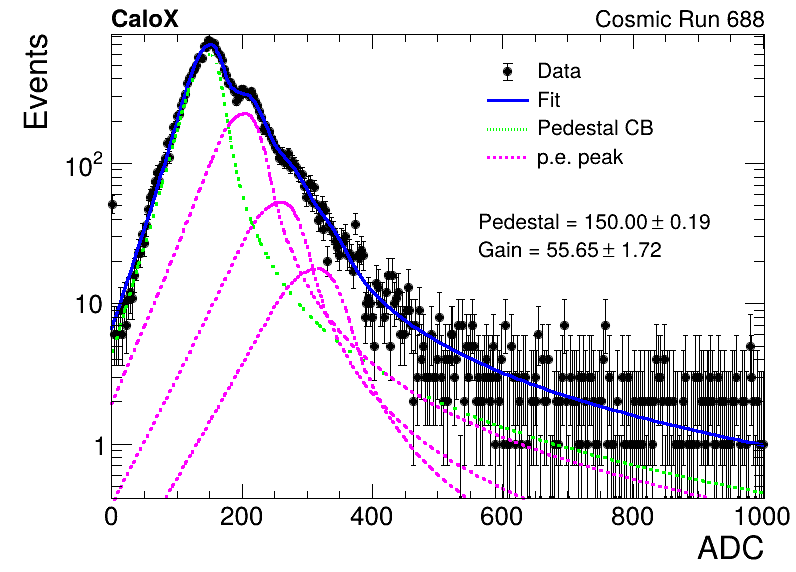 CaloX Cosmic Run 688
Events
Data
Fit
Pedestal CB
p.e. peak
Pedestal = 150.00 ± 0.19
Gain = 55.65 ± 1.72
10²
10
1
0 200 400 600 800 1000
ADC